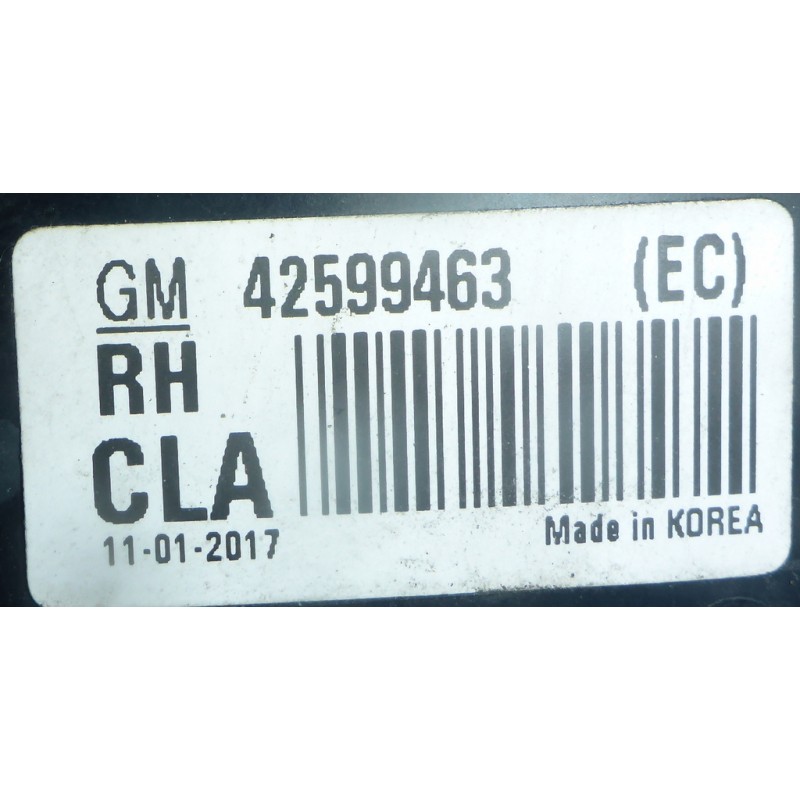 GM 42599463 (EC)
RH
CLA
11-01-2017 Made in KOREA